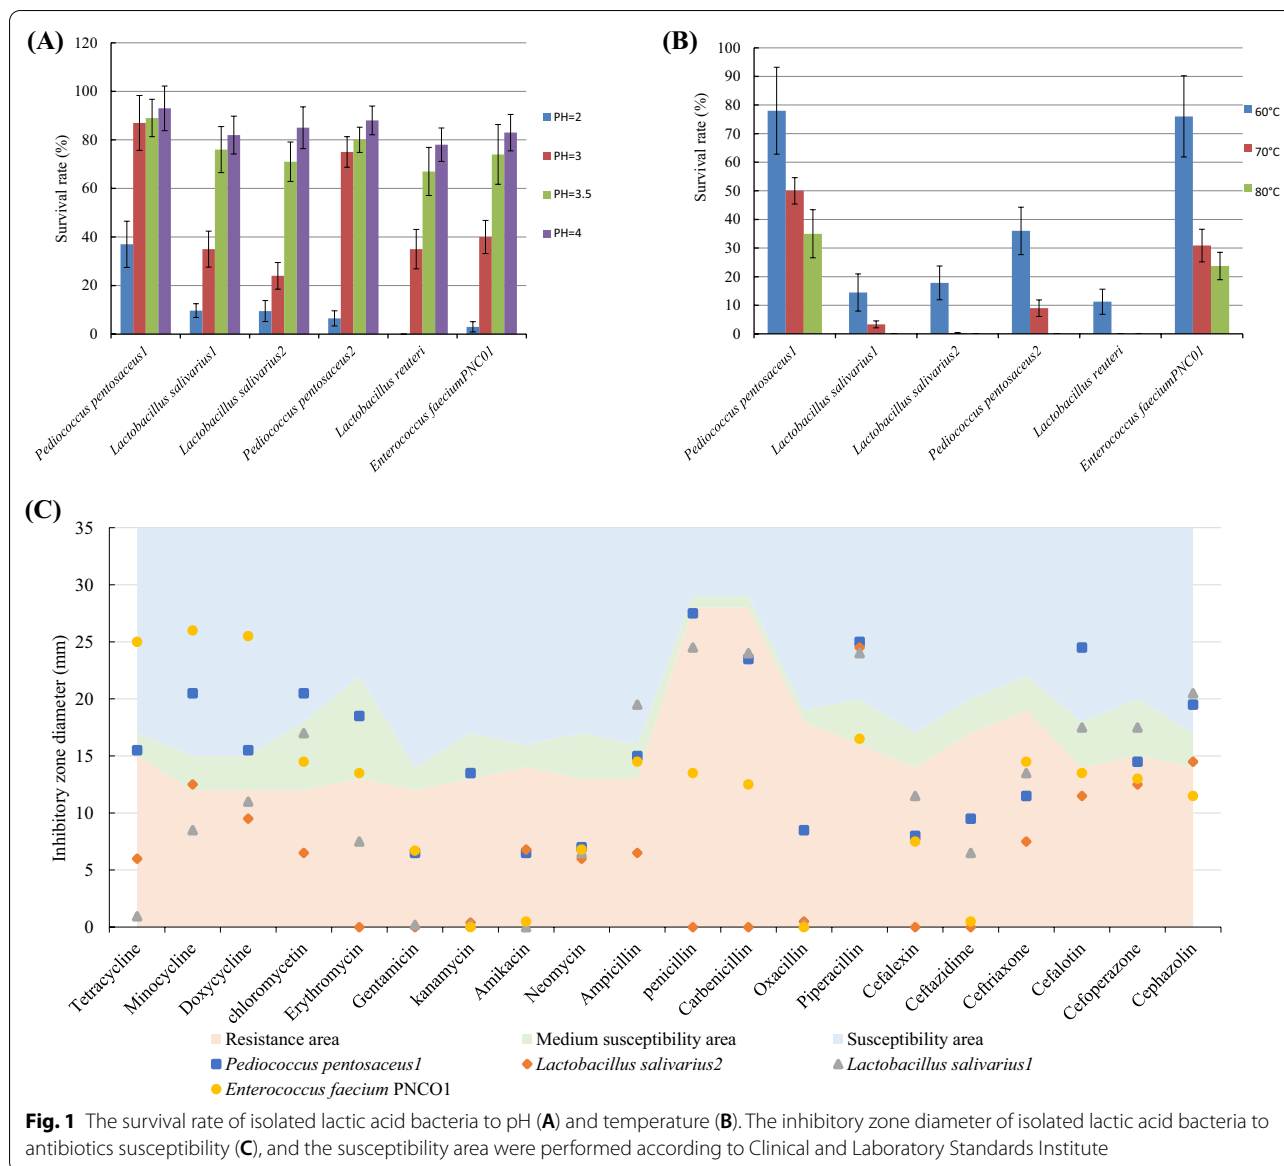 (A)
120
100
80
60
40
20
0
Survival rate (%)
PH=2
PH=3
PH=3.5
PH=4
Pediococcus pentosaceus1
Lactobacillus salivarius1
Lactobacillus salivarius2
Pediococcus pentosaceus2
Lactobacillus reuteri
Enterococcus faeciumPNC01
(B)
100
90
80
70
60
50
40
30
20
10
0
Survival rate (%)
60°C
70°C
80°C
Pediococcus pentosaceus1
Lactobacillus salivarius1
Lactobacillus salivarius2
Pediococcus pentosaceus2
Lactobacillus reuteri
Enterococcus faeciumPNC01
(C)
35
30
25
20
15
10
5
0
Inhibitory zone diameter (mm)
Tetracycline
Minocycline
Doxycycline
chloromycetin
Erythromycin
Gentamicin
kanamycin
Amikacin
Neomycin
Ampicillin
penicillin
Carbenicillin
Oxacillin
Piperacillin
Cefalexin
Ceftazidime
Ceftriaxone
Cefalotin
Cefoperazone
Cephazolin
Resistance area
Medium susceptibility area
Susceptibility area
Pediococcus pentosaceus1
Lactobacillus salivarius2
Lactobacillus salivarius1
Enterococcus faecium PNCO1
Fig. 1 The survival rate of isolated lactic acid bacteria to pH (A) and temperature (B). The inhibitory zone diameter of isolated lactic acid bacteria to
antibiotics susceptibility (C), and the susceptibility area were performed according to Clinical and Laboratory Standards Institute